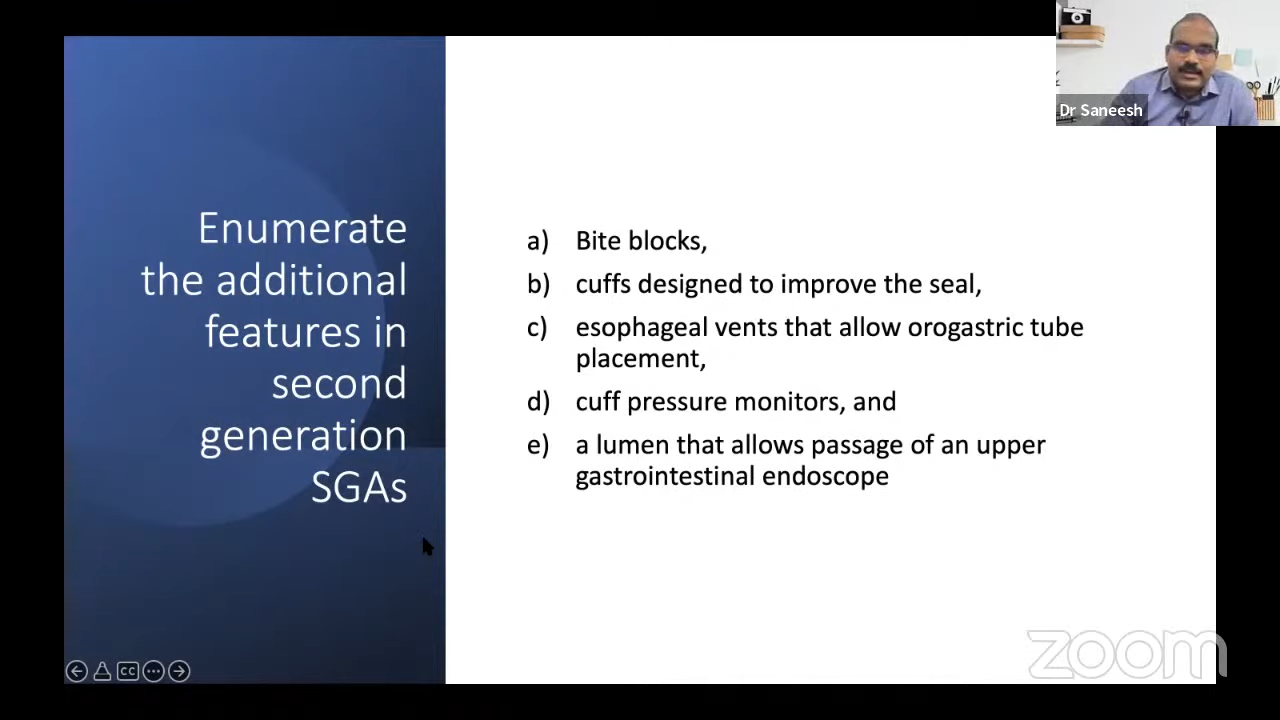 Dr Saneesh
Enumerate
the additional
features in
second
generation
SGAs
a) Bite blocks,
b) cuffs designed to improve the seal,
c) esophageal vents that allow orogastric tube
placement,
d) cuff pressure monitors, and
e) a lumen that allows passage of an upper
gastrointestinal endoscope
CC
zoom